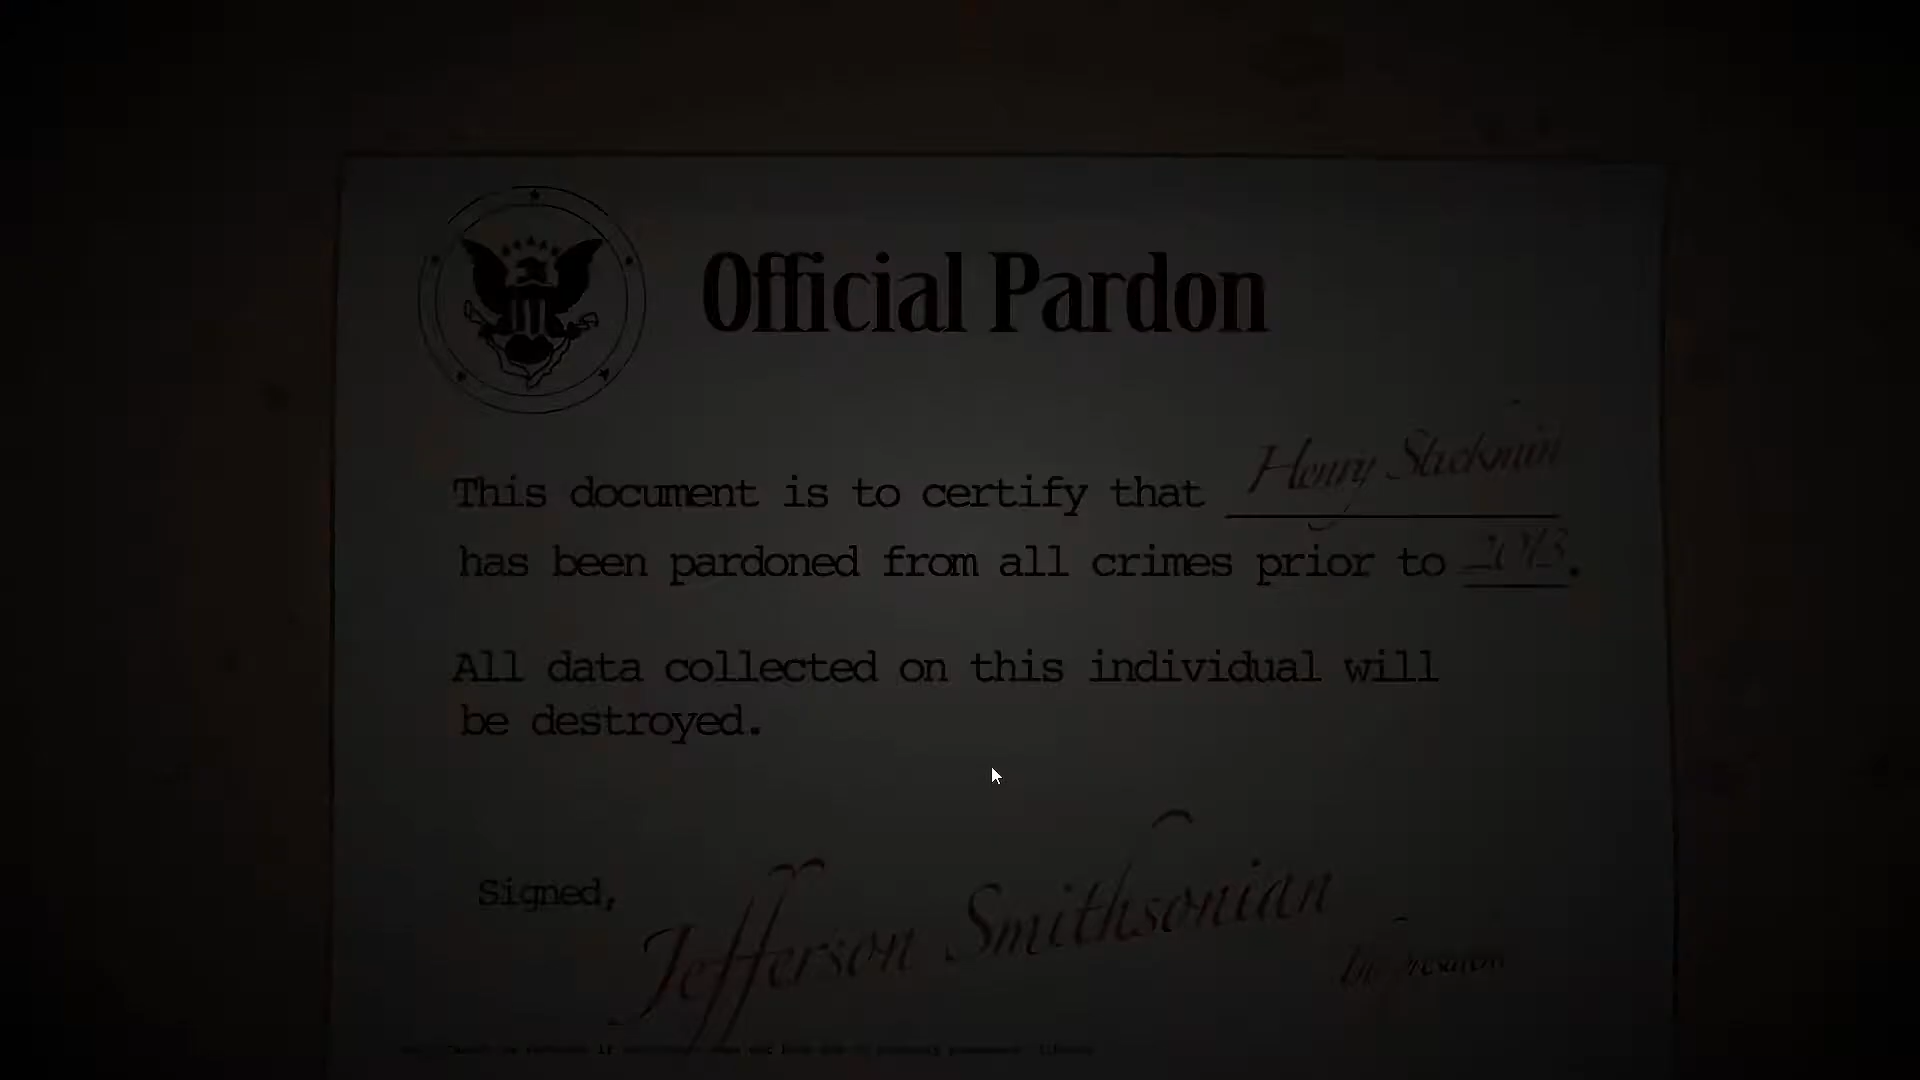 Official Pardon
This document is to certify that Henry Stickmin
has been pardoned from all crimes prior to
All data collected on this individual will
be destroyed.
Signed,
Jefferson Smithsonian